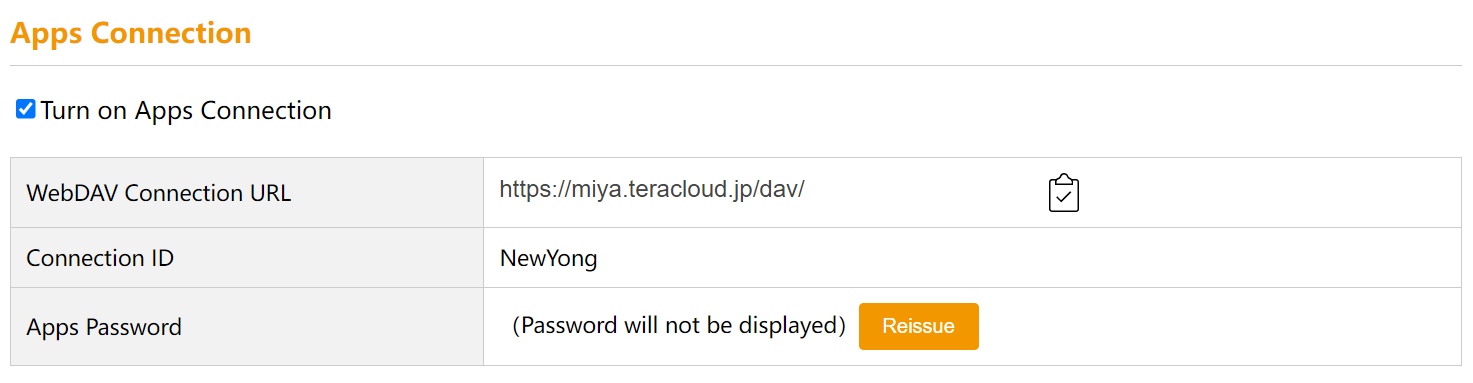 Apps Connection
Turn on Apps Connection
WebDAV Connection URL https://miya.teracloud.jp/dav/
Connection ID NewYong
Apps Password （Password will not be displayed） Reissue